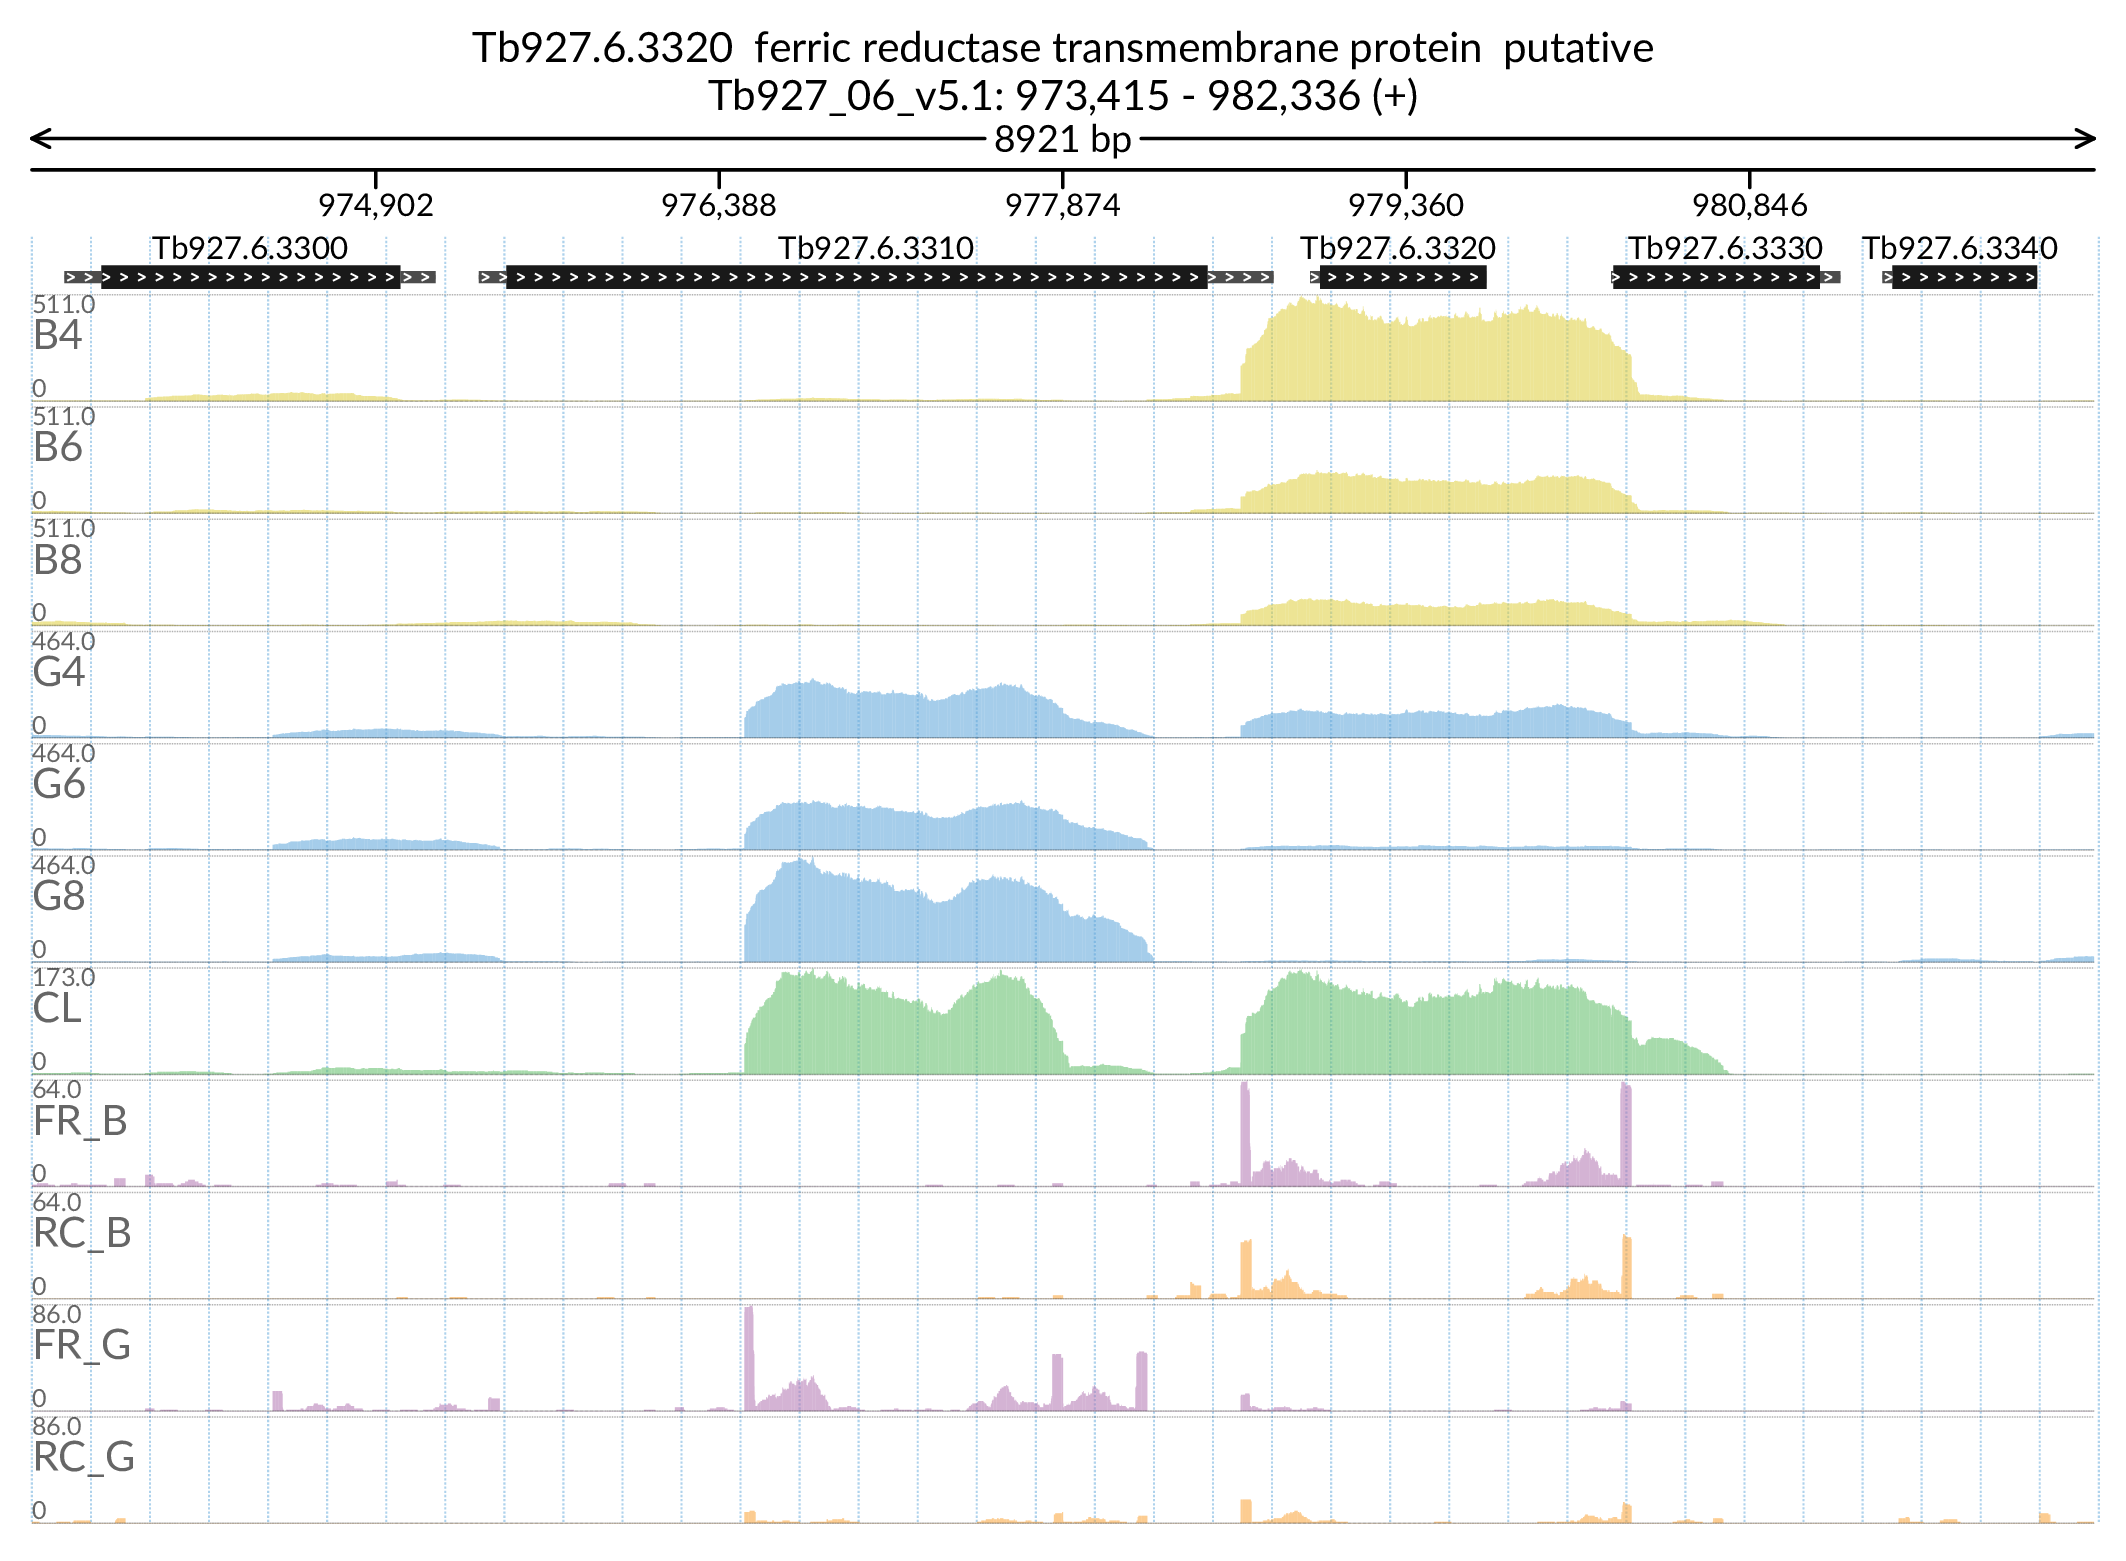 Tb927.6.3320  ferric reductase transmembrane protein  putative
Tb927_06_v5.1: 973,415 - 982,336 (+)
8921 bp
974,902 976,388 977,874 979,360 980,846
Tb927.6.3300 Tb927.6.3310 Tb927.6.3320 Tb927.6.3330 Tb927.6.3340
511.0
B4
0
511.0
B6
0
511.0
B8
0
464.0
G4
0
464.0
G6
0
464.0
G8
0
173.0
CL
0
64.0
FR_B
0
64.0
RC_B
0
86.0
FR_G
0
86.0
RC_G
0